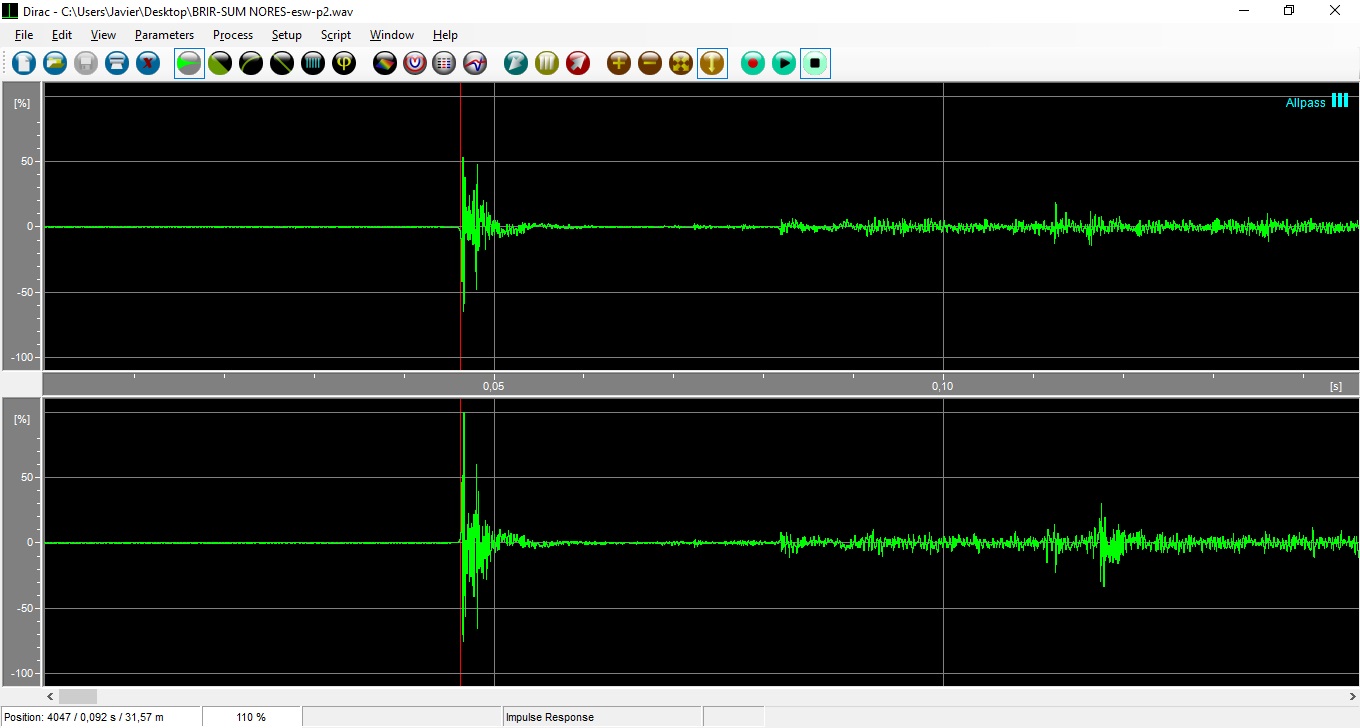 Dirac - C:\Users\Javier\Desktop\BRIR-SUM NORES-esw-p2.wav
File Edit View Parameters Process Setup Script Window Help
[%]
Allpass
50
0
-50
-100
0,05 0,10 [s]
[%]
50
0
-50
-100
Position: 4047 / 0,092 s / 31,57 m 110 % Impulse Response